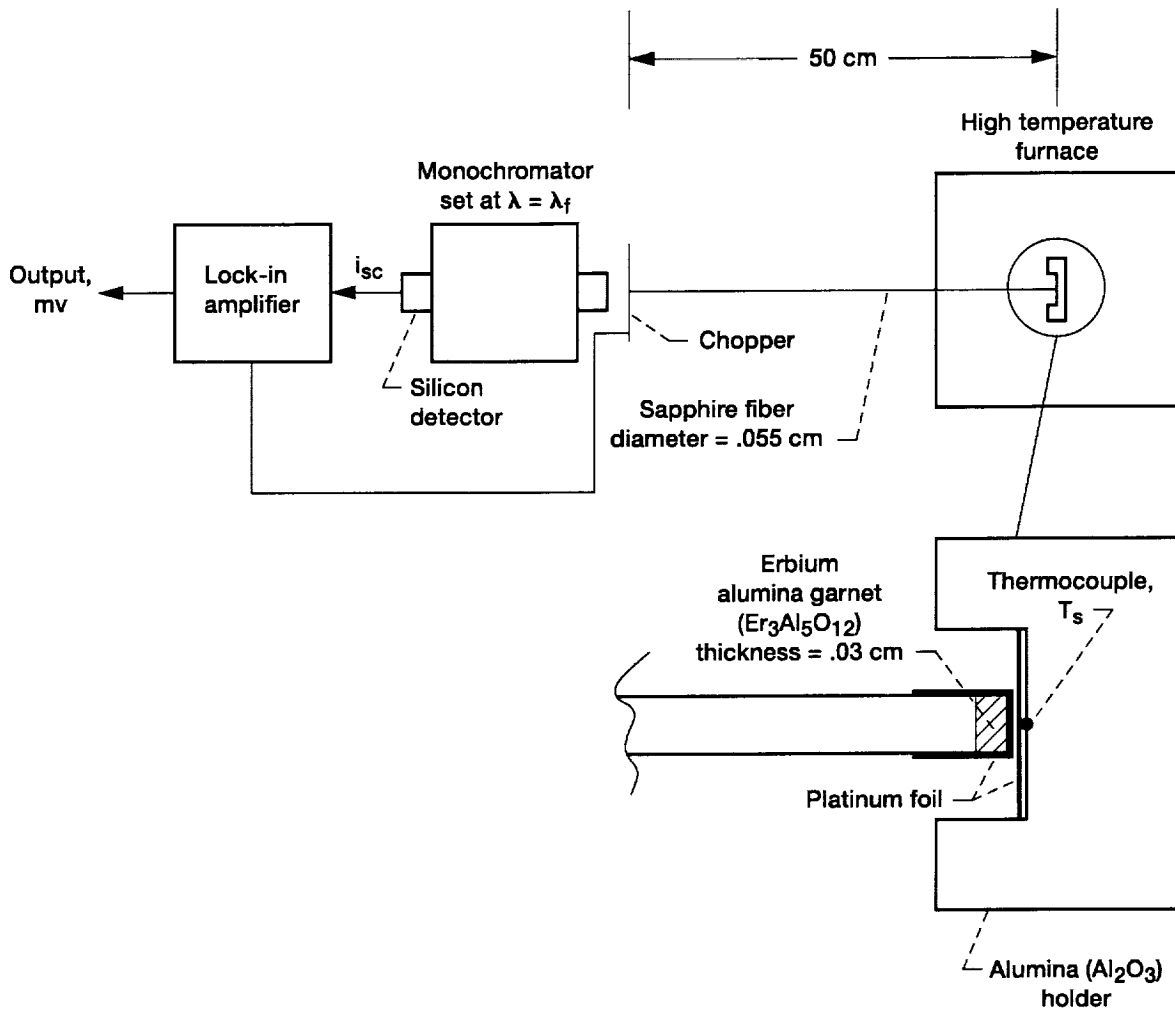 50 cm
High temperature
furnace
Monochromator
set at λ = λf
Output,
mv
Lock-in
amplifier
isc
Silicon
detector
Chopper
Sapphire fiber
diameter = .055 cm
Erbium
alumina garnet
(Er3Al5O12)
thickness = .03 cm
Thermocouple,
Ts
Platinum foil
Alumina (Al2O3)
holder